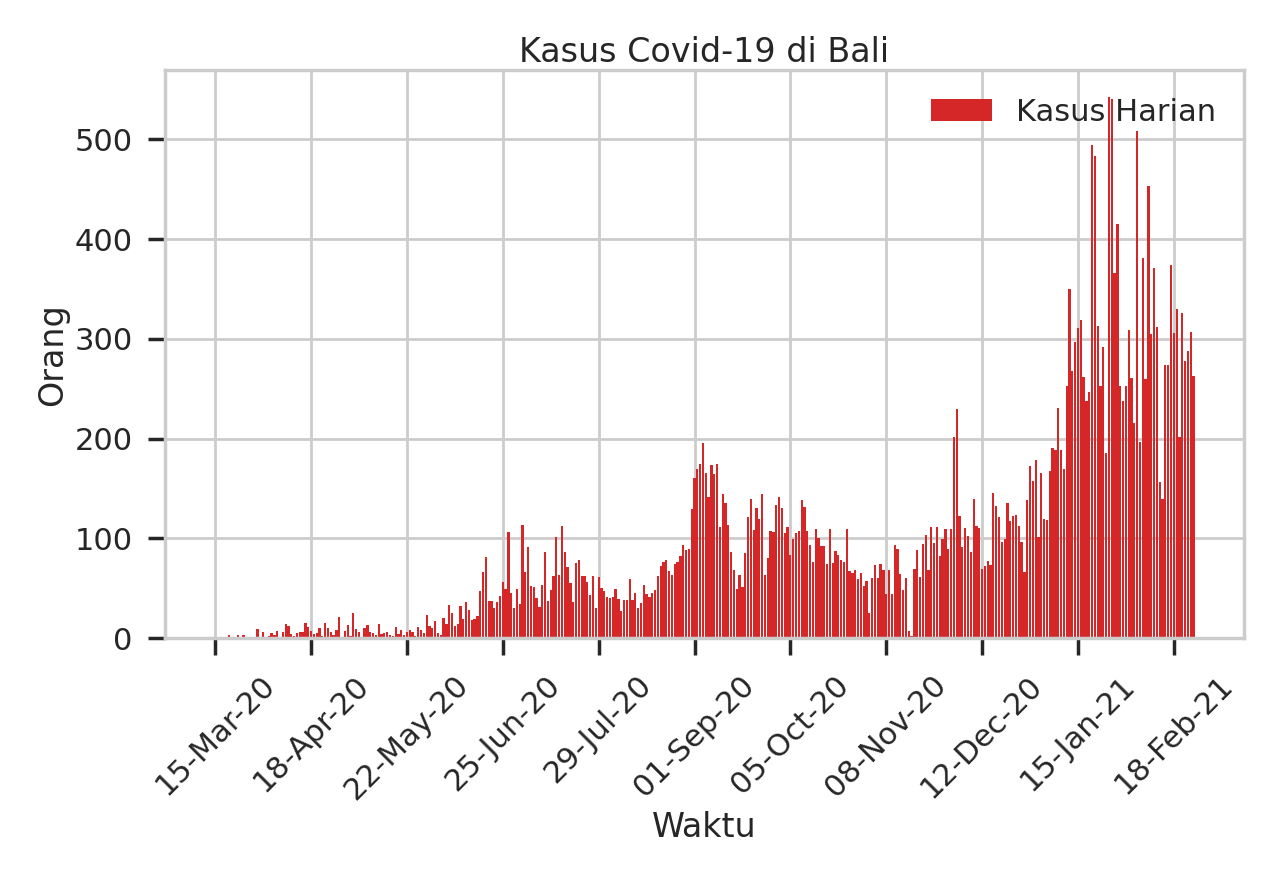 Kasus Covid-19 di Bali
Kasus Harian
500
400
300
200
100
0
Orang
15-Mar-20
18-Apr-20
22-May-20
25-Jun-20
29-Jul-20
01-Sep-20
05-Oct-20
08-Nov-20
12-Dec-20
15-Jan-21
18-Feb-21
Waktu